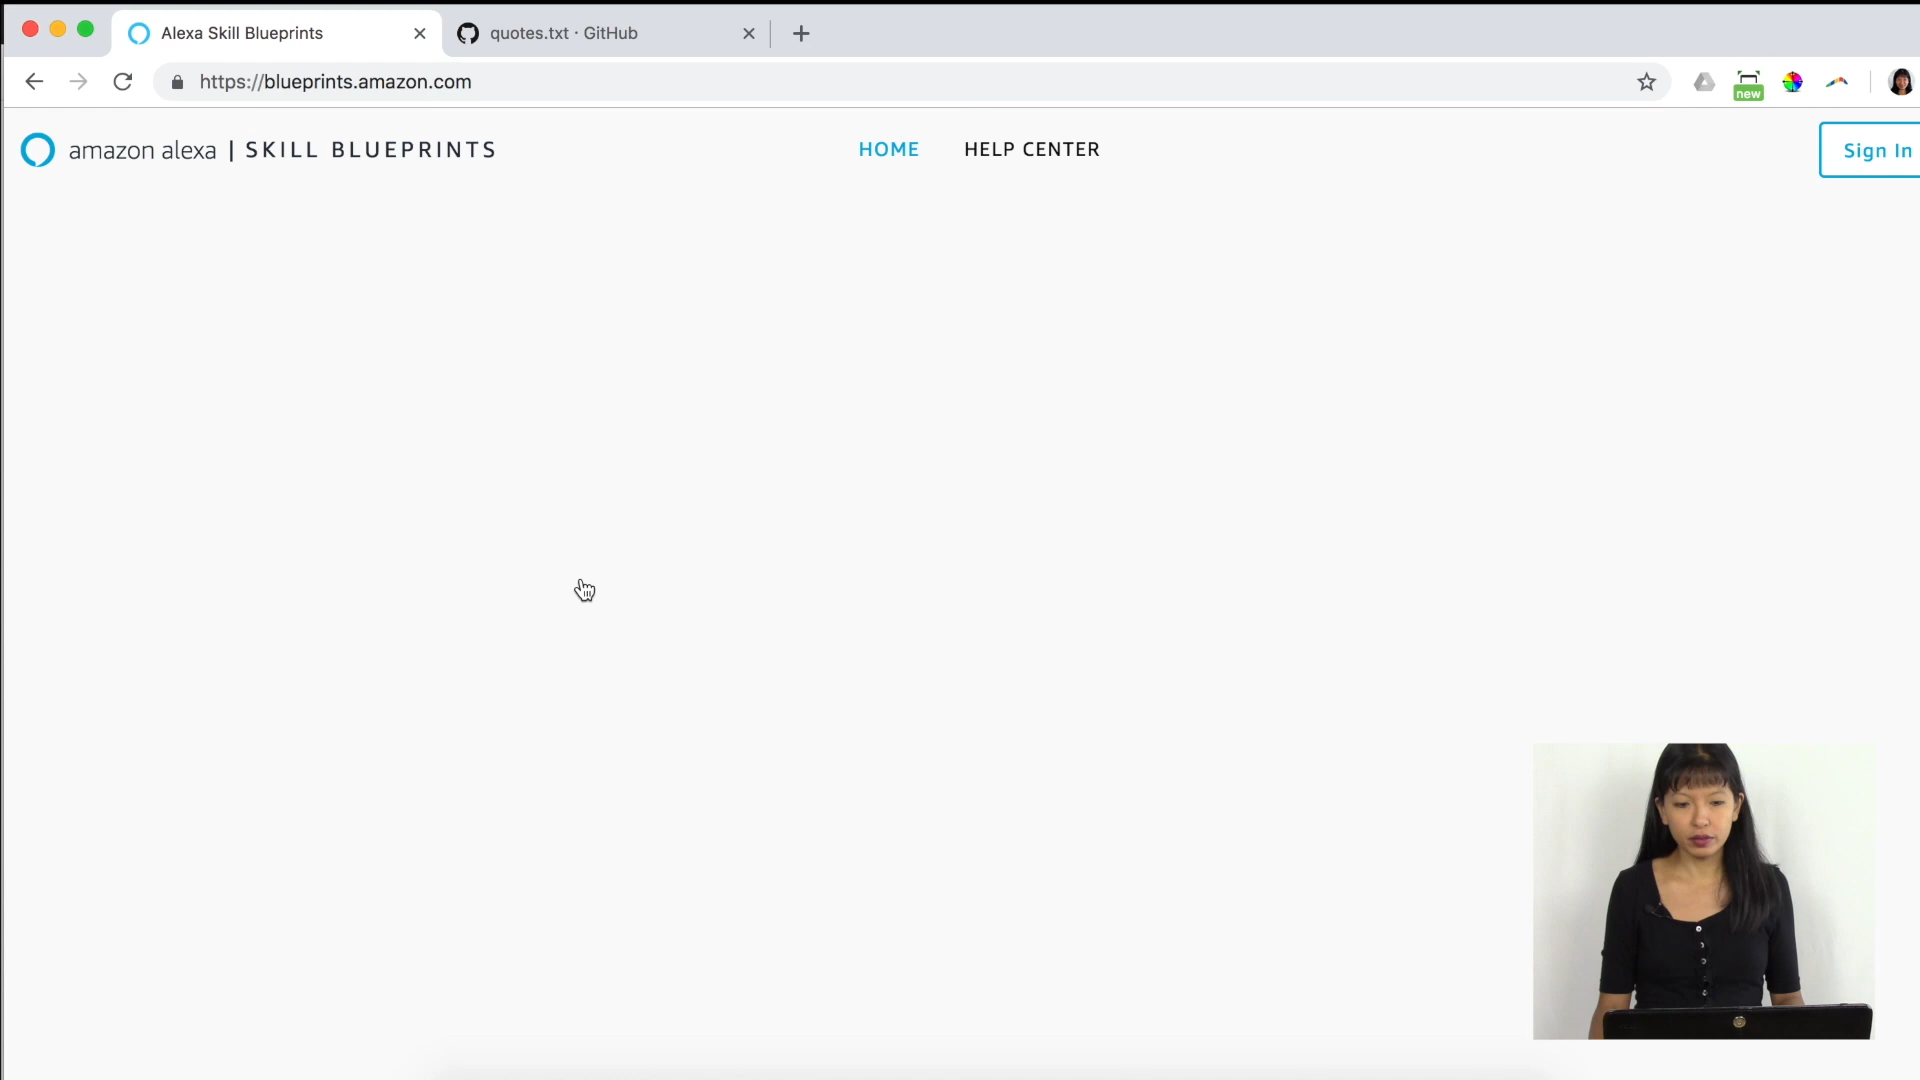 Alexa Skill Blueprints
quotes.txt · GitHub
https://blueprints.amazon.com
new
amazon alexa | SKILL BLUEPRINTS
HOME
HELP CENTER
Sign In